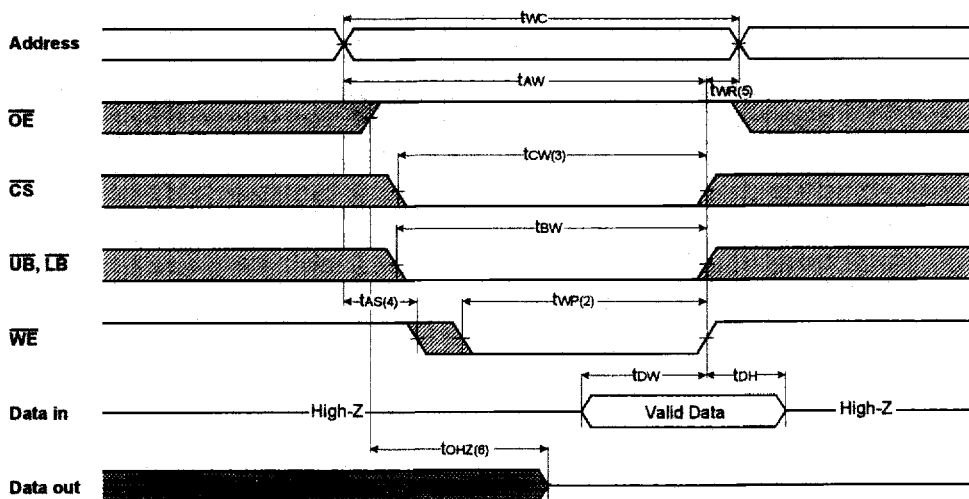 tWC
Address
tAW
tWR(5)
OE
tCW(3)
CS
tBW
UB, LB
tAS(4)
tWP(2)
WE
tDW
tDH
Data in
High-Z
Valid Data
High-Z
tOHZ(6)
Data out